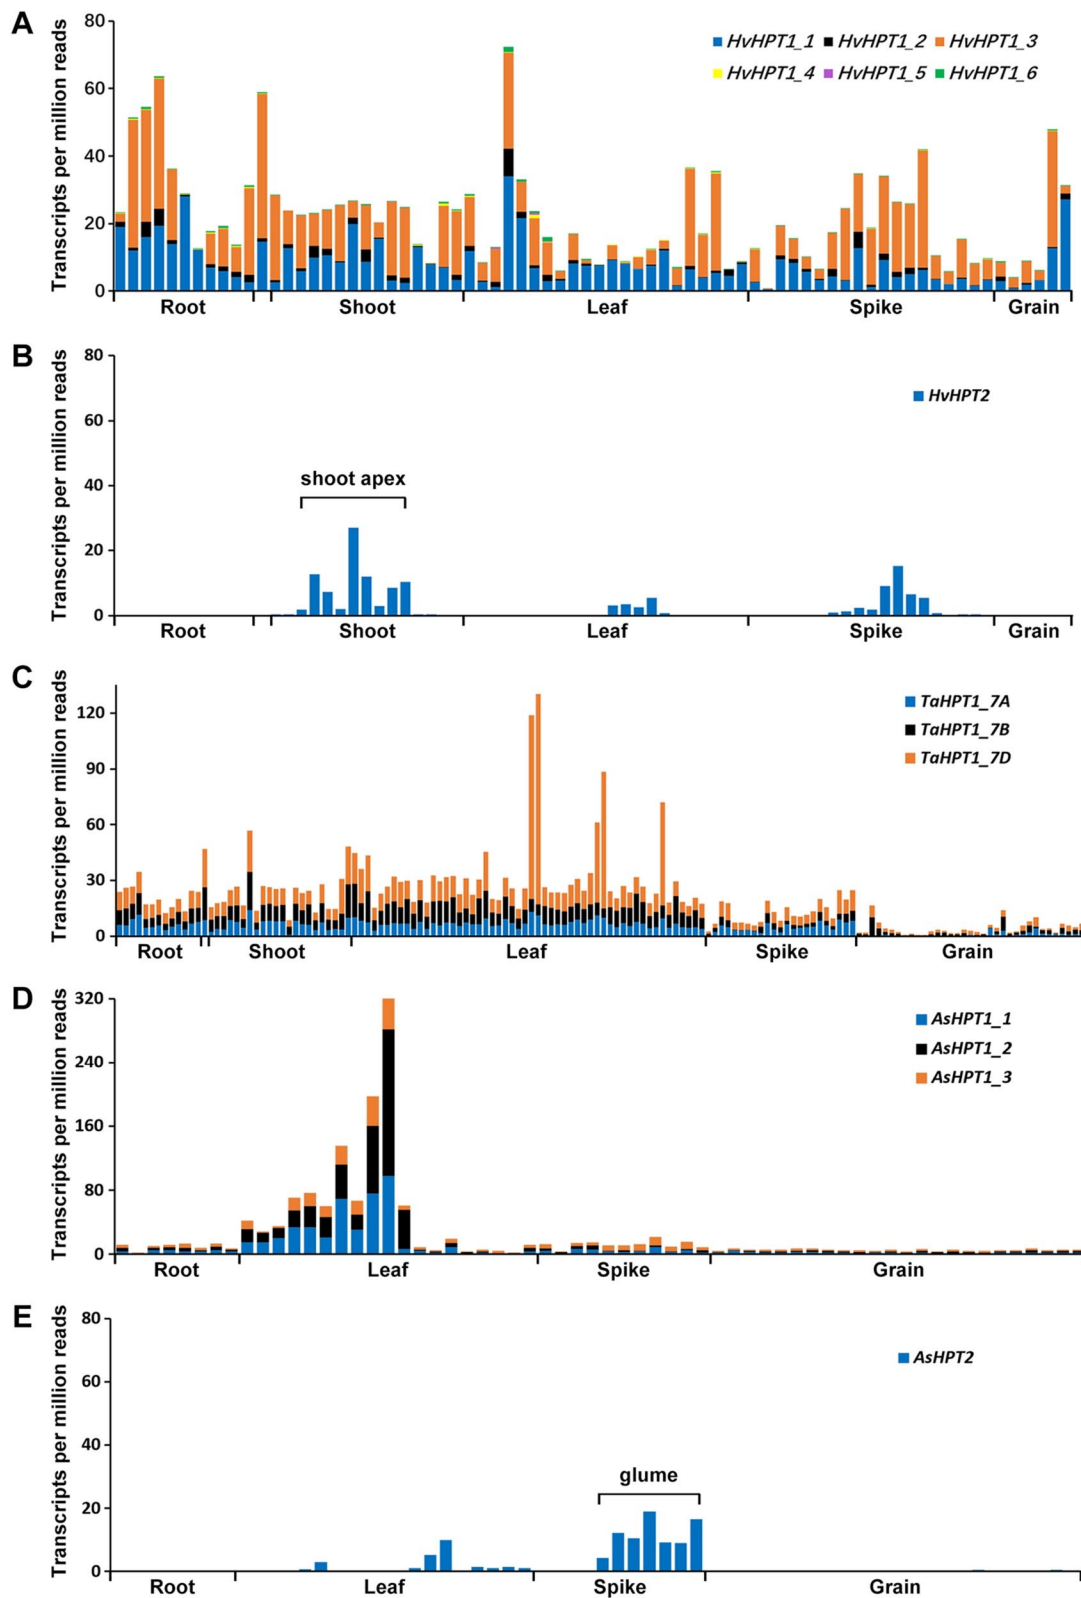 A
Transcripts per million reads
80
60
40
20
0
HvHPT1_1 HvHPT1_2 HvHPT1_3
HvHPT1_4 HvHPT1_5 HvHPT1_6
Root Shoot Leaf Spike Grain
B
Transcripts per million reads
80
60
40
20
0
HvHPT2
shoot apex
Root Shoot Leaf Spike Grain
C
Transcripts per million reads
120
90
60
30
0
TaHPT1_7A
TaHPT1_7B
TaHPT1_7D
Root Shoot Leaf Spike Grain
D
Transcripts per million reads
320
240
160
80
0
AsHPT1_1
AsHPT1_2
AsHPT1_3
Root Leaf Spike Grain
E
Transcripts per million reads
80
60
40
20
0
AsHPT2
glume
Root Leaf Spike Grain